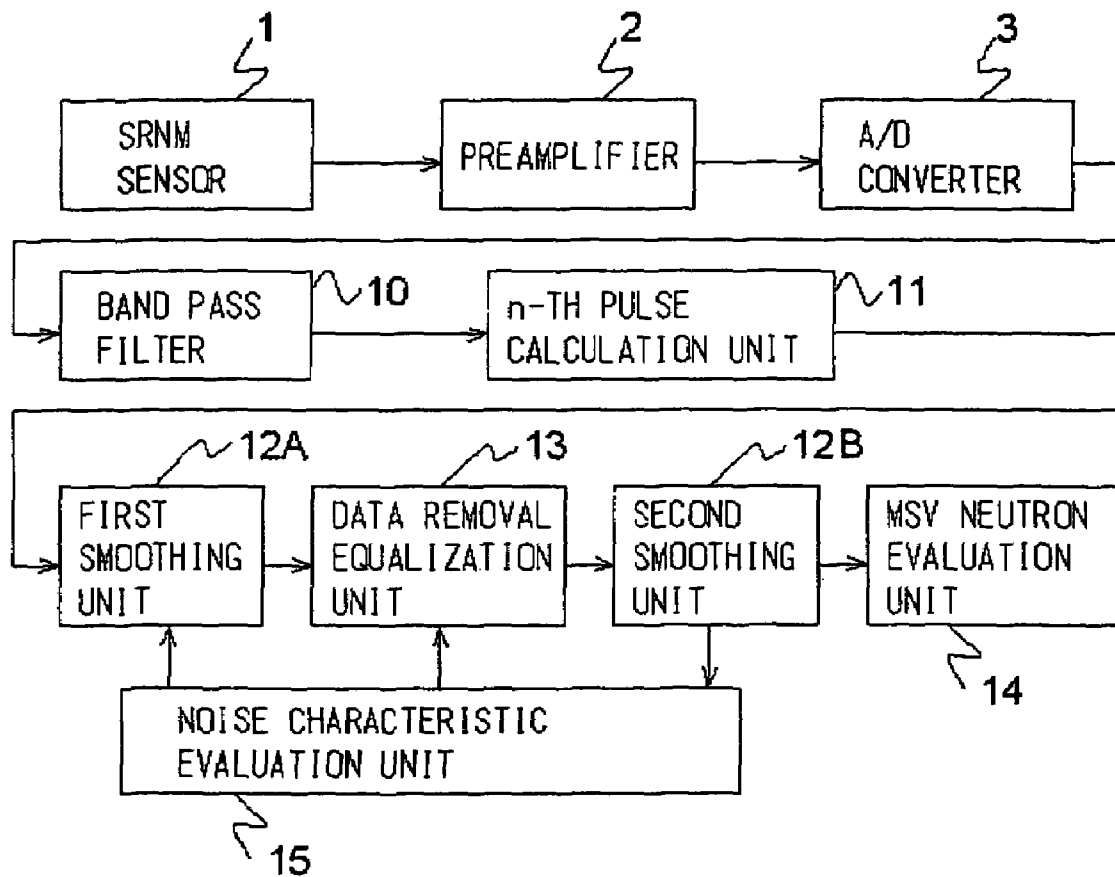 1
2
3
SRNM
SENSOR
PREAMPLIFIER
A/D
CONVERTER
BAND PASS
FILTER
10
n-TH PULSE
CALCULATION UNIT
11
12A
13
12B
FIRST
SMOOTHING
UNIT
DATA REMOVAL
EQUALIZATION
UNIT
SECOND
SMOOTHING
UNIT
MSV NEUTRON
EVALUATION
UNIT
14
NOISE CHARACTERISTIC
EVALUATION UNIT
15